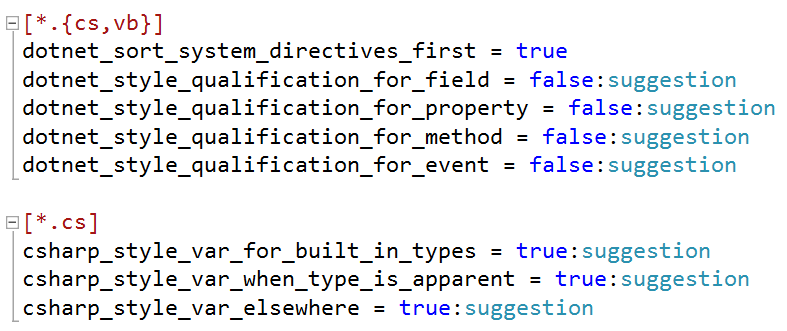 [*.{cs,vb}]
dotnet_sort_system_directives_first = true
dotnet_style_qualification_for_field = false:suggestion
dotnet_style_qualification_for_property = false:suggestion
dotnet_style_qualification_for_method = false:suggestion
dotnet_style_qualification_for_event = false:suggestion
[*.cs]
csharp_style_var_for_built_in_types = true:suggestion
csharp_style_var_when_type_is_apparent = true:suggestion
csharp_style_var_elsewhere = true:suggestion